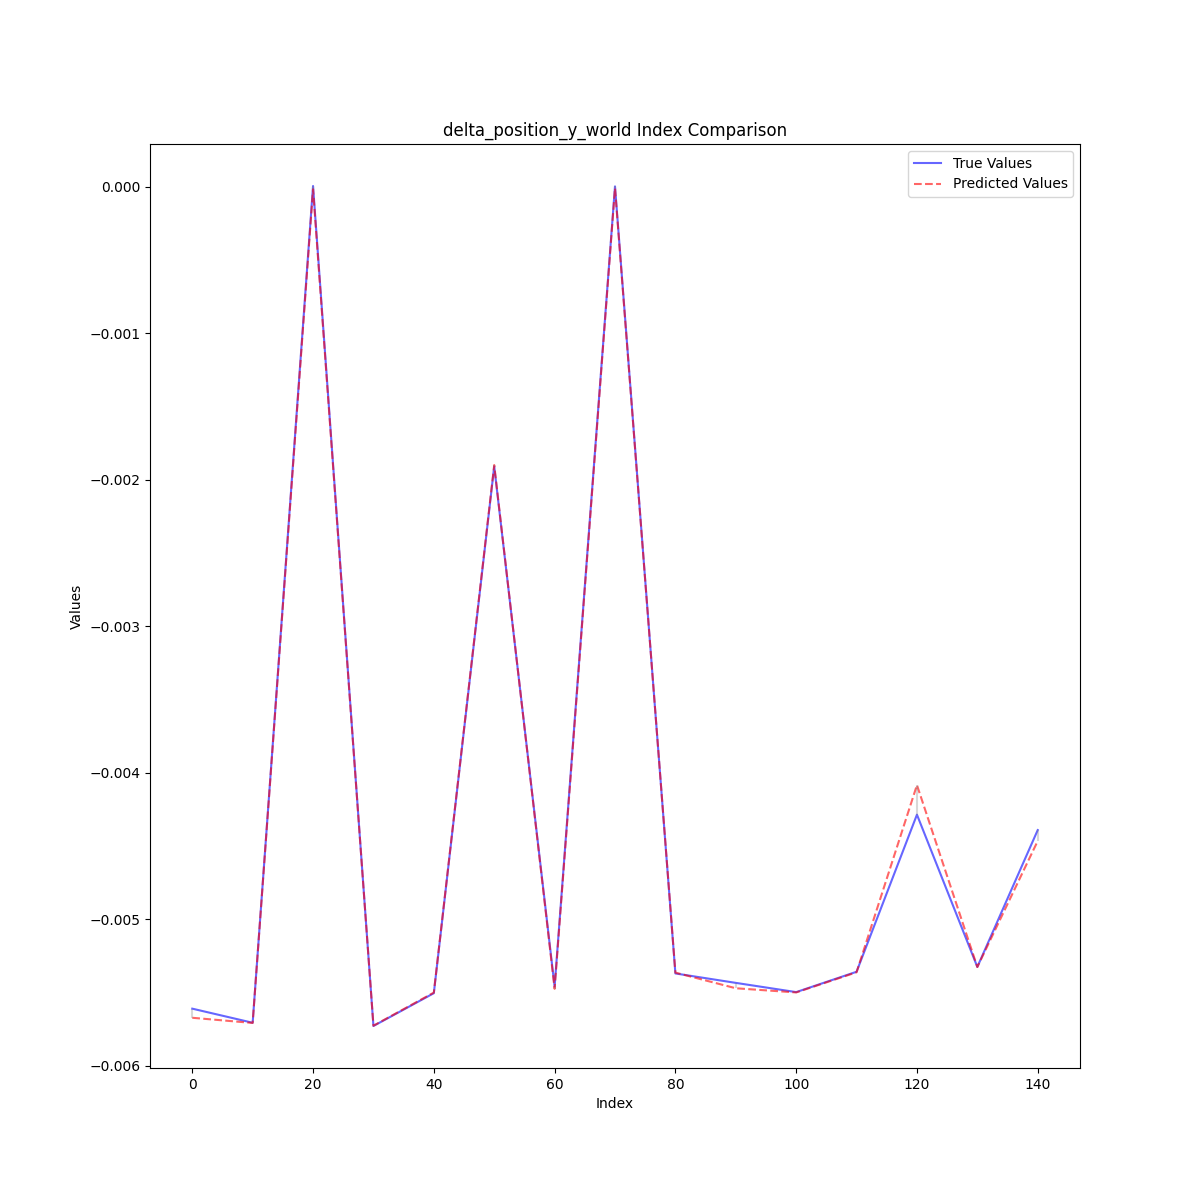 delta_position_y_world Index Comparison
True Values
Predicted Values
0.000
−0.001
−0.002
−0.003
−0.004
−0.005
−0.006
Values
0 20 40 60 80 100 120 140
Index